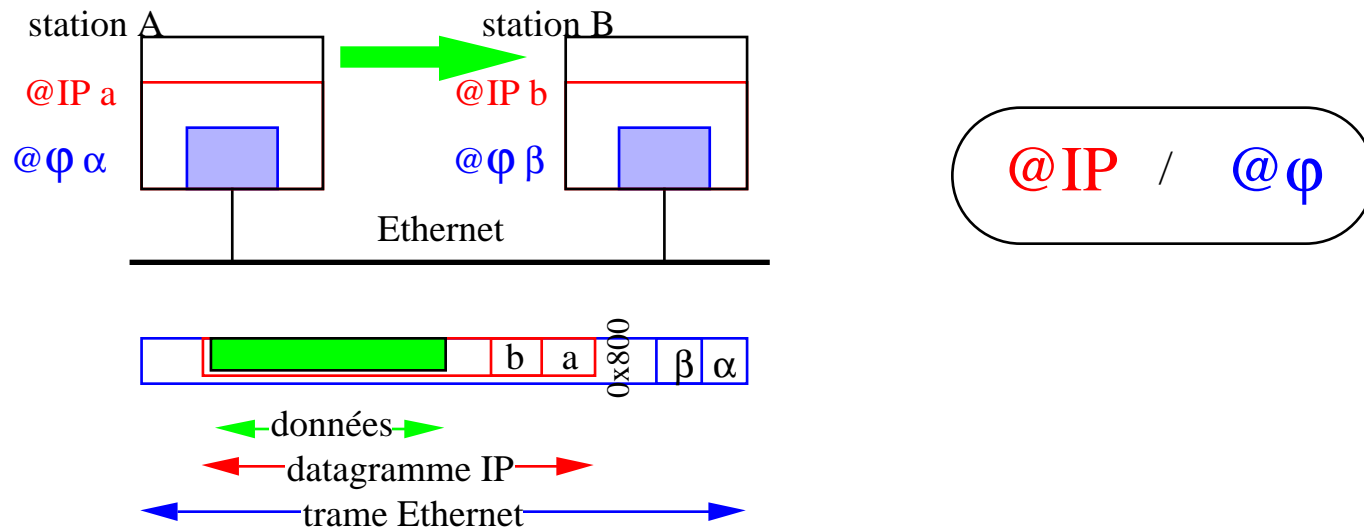 station A
station B
@IP a
@IP b
@φ α
@φ β
@IP / @φ
Ethernet
b a 0x800 β α
données
datagramme IP
trame Ethernet